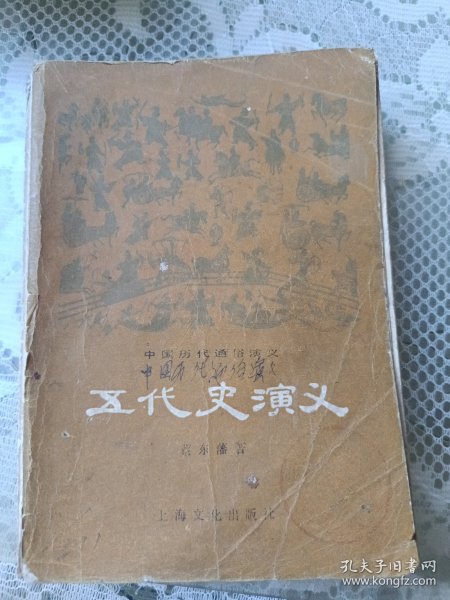 中国历代通俗演义
中国历代通俗演义
五代史演义
蔡东藩著
上海文化出版社
孔夫子旧书网
www.kongfz.com